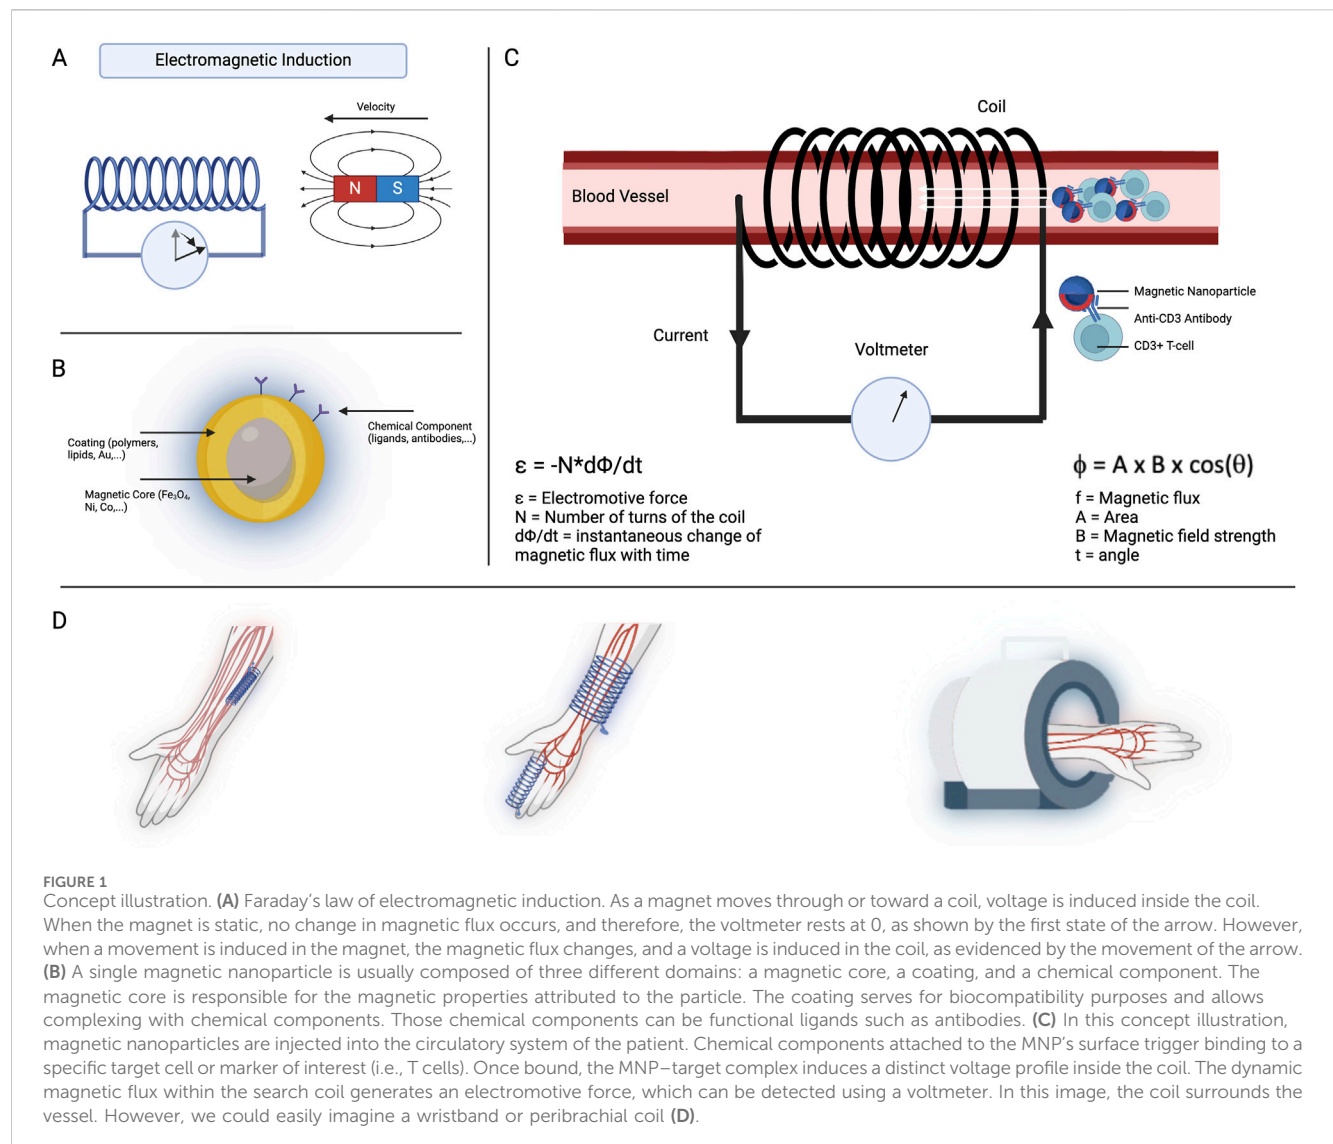 A
Electromagnetic Induction
Velocity
N S
B
Coating (polymers,
lipids, Au,...)
Magnetic Core (Fe₃O₄,
Ni, Co,...)
Chemical Component
(ligands, antibodies,...)
C
Coil
Blood Vessel
Magnetic Nanoparticle
Anti-CD3 Antibody
CD3+ T-cell
Current
Voltmeter
ε = -N*dΦ/dt
ε = Electromotive force
N = Number of turns of the coil
dΦ/dt = instantaneous change of
magnetic flux with time
ϕ = A x B x cos(θ)
f = Magnetic flux
A = Area
B = Magnetic field strength
t = angle
D
FIGURE 1
Concept illustration. (A) Faraday's law of electromagnetic induction. As a magnet moves through or toward a coil, voltage is induced inside the coil.
When the magnet is static, no change in magnetic flux occurs, and therefore, the voltmeter rests at 0, as shown by the first state of the arrow. However,
when a movement is induced in the magnet, the magnetic flux changes, and a voltage is induced in the coil, as evidenced by the movement of the arrow.
(B) A single magnetic nanoparticle is usually composed of three different domains: a magnetic core, a coating, and a chemical component. The
magnetic core is responsible for the magnetic properties attributed to the particle. The coating serves for biocompatibility purposes and allows
complexing with chemical components. Those chemical components can be functional ligands such as antibodies. (C) In this concept illustration,
magnetic nanoparticles are injected into the circulatory system of the patient. Chemical components attached to the MNP's surface trigger binding to a
specific target cell or marker of interest (i.e., T cells). Once bound, the MNP–target complex induces a distinct voltage profile inside the coil. The dynamic
magnetic flux within the search coil generates an electromotive force, which can be detected using a voltmeter. In this image, the coil surrounds the
vessel. However, we could easily imagine a wristband or peribrachial coil (D).